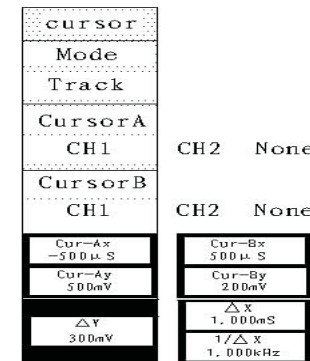 cursor
Mode
Track
CursorA
CH1 CH2 None
CursorB
CH1 CH2 None
Cur-Ax
-500μS
Cur-Bx
500μS
Cur-Ay
500mV
Cur-By
200mV
△Y
300mV
△X
1.000mS
1/△X
1.000kHz